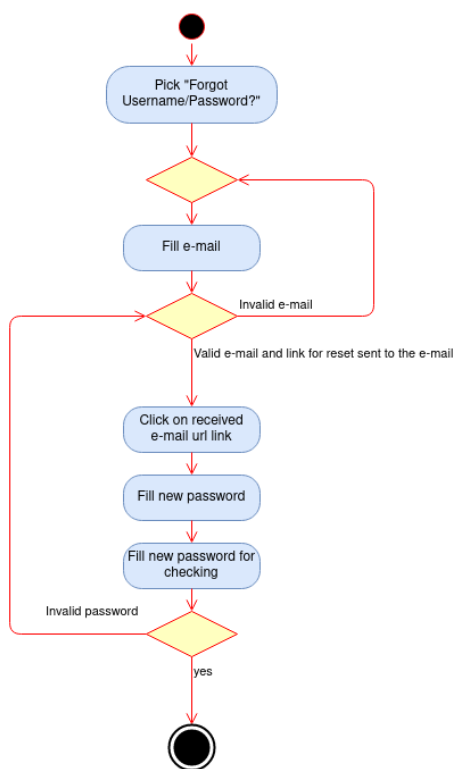 Pick "Forgot
Username/Password?"
Fill e-mail
Invalid e-mail
Valid e-mail and link for reset sent to the e-mail
Click on received
e-mail url link
Fill new password
Fill new password for
checking
Invalid password
yes